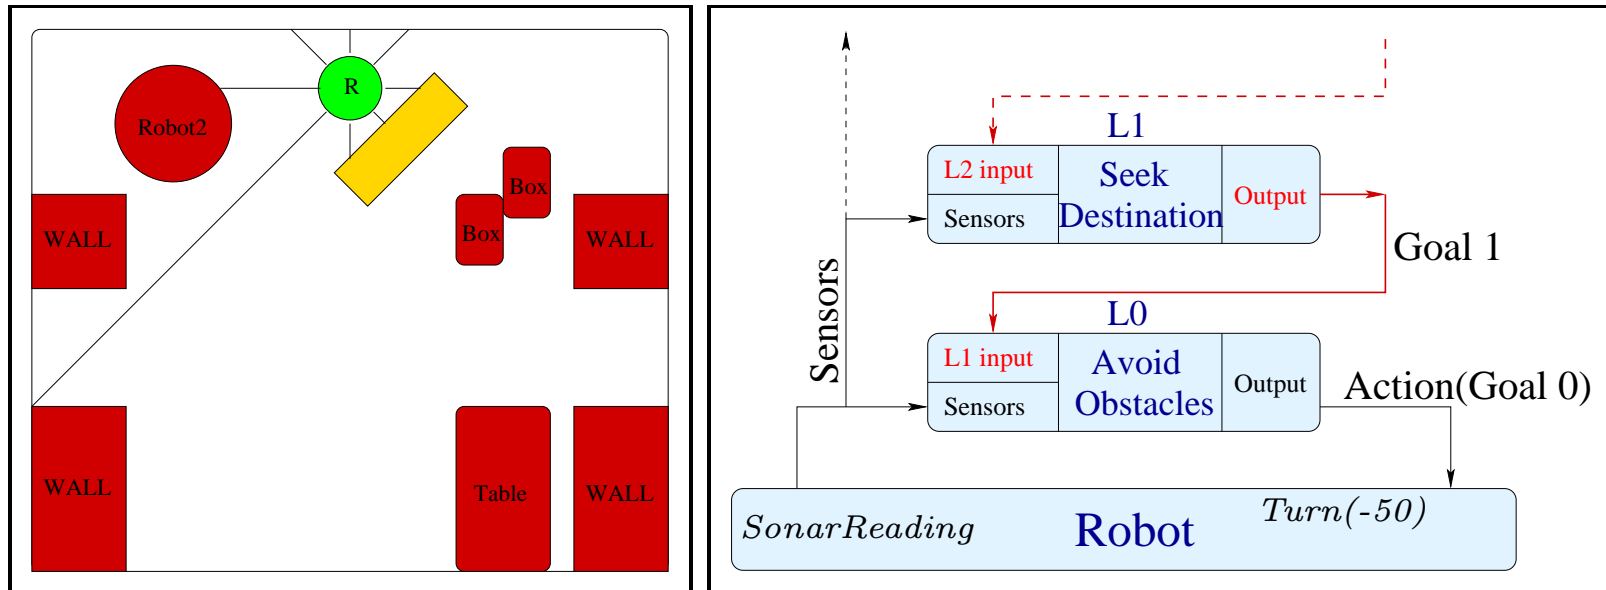 R
Robot2
Box
Box
WALL
WALL
WALL
Table
WALL
L1
L2 input
Seek
Destination
Output
Sensors
Goal 1
Sensors
L0
L1 input
Avoid
Obstacles
Output
Sensors
Action(Goal 0)
SonarReading
Robot
Turn(-50)